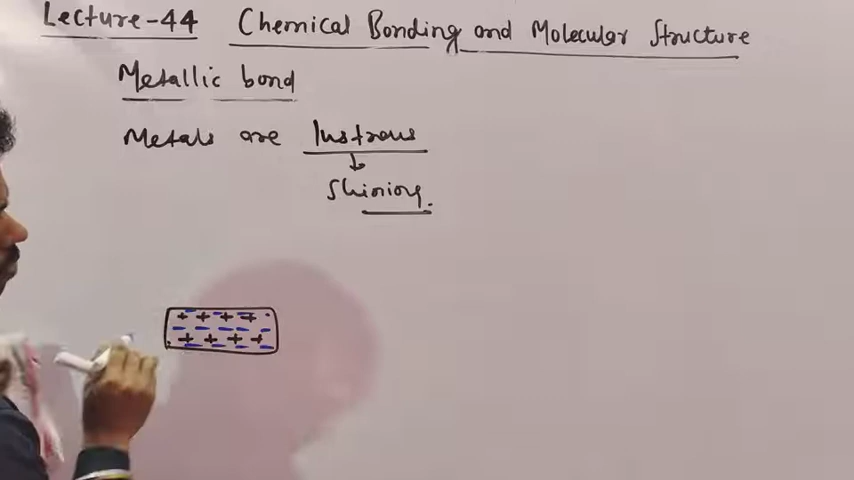 Lecture-44 Chemical Bonding and Molecular Structure
Metallic bond
Metals are lustrous
Shining.
+ + + +
+ + + +